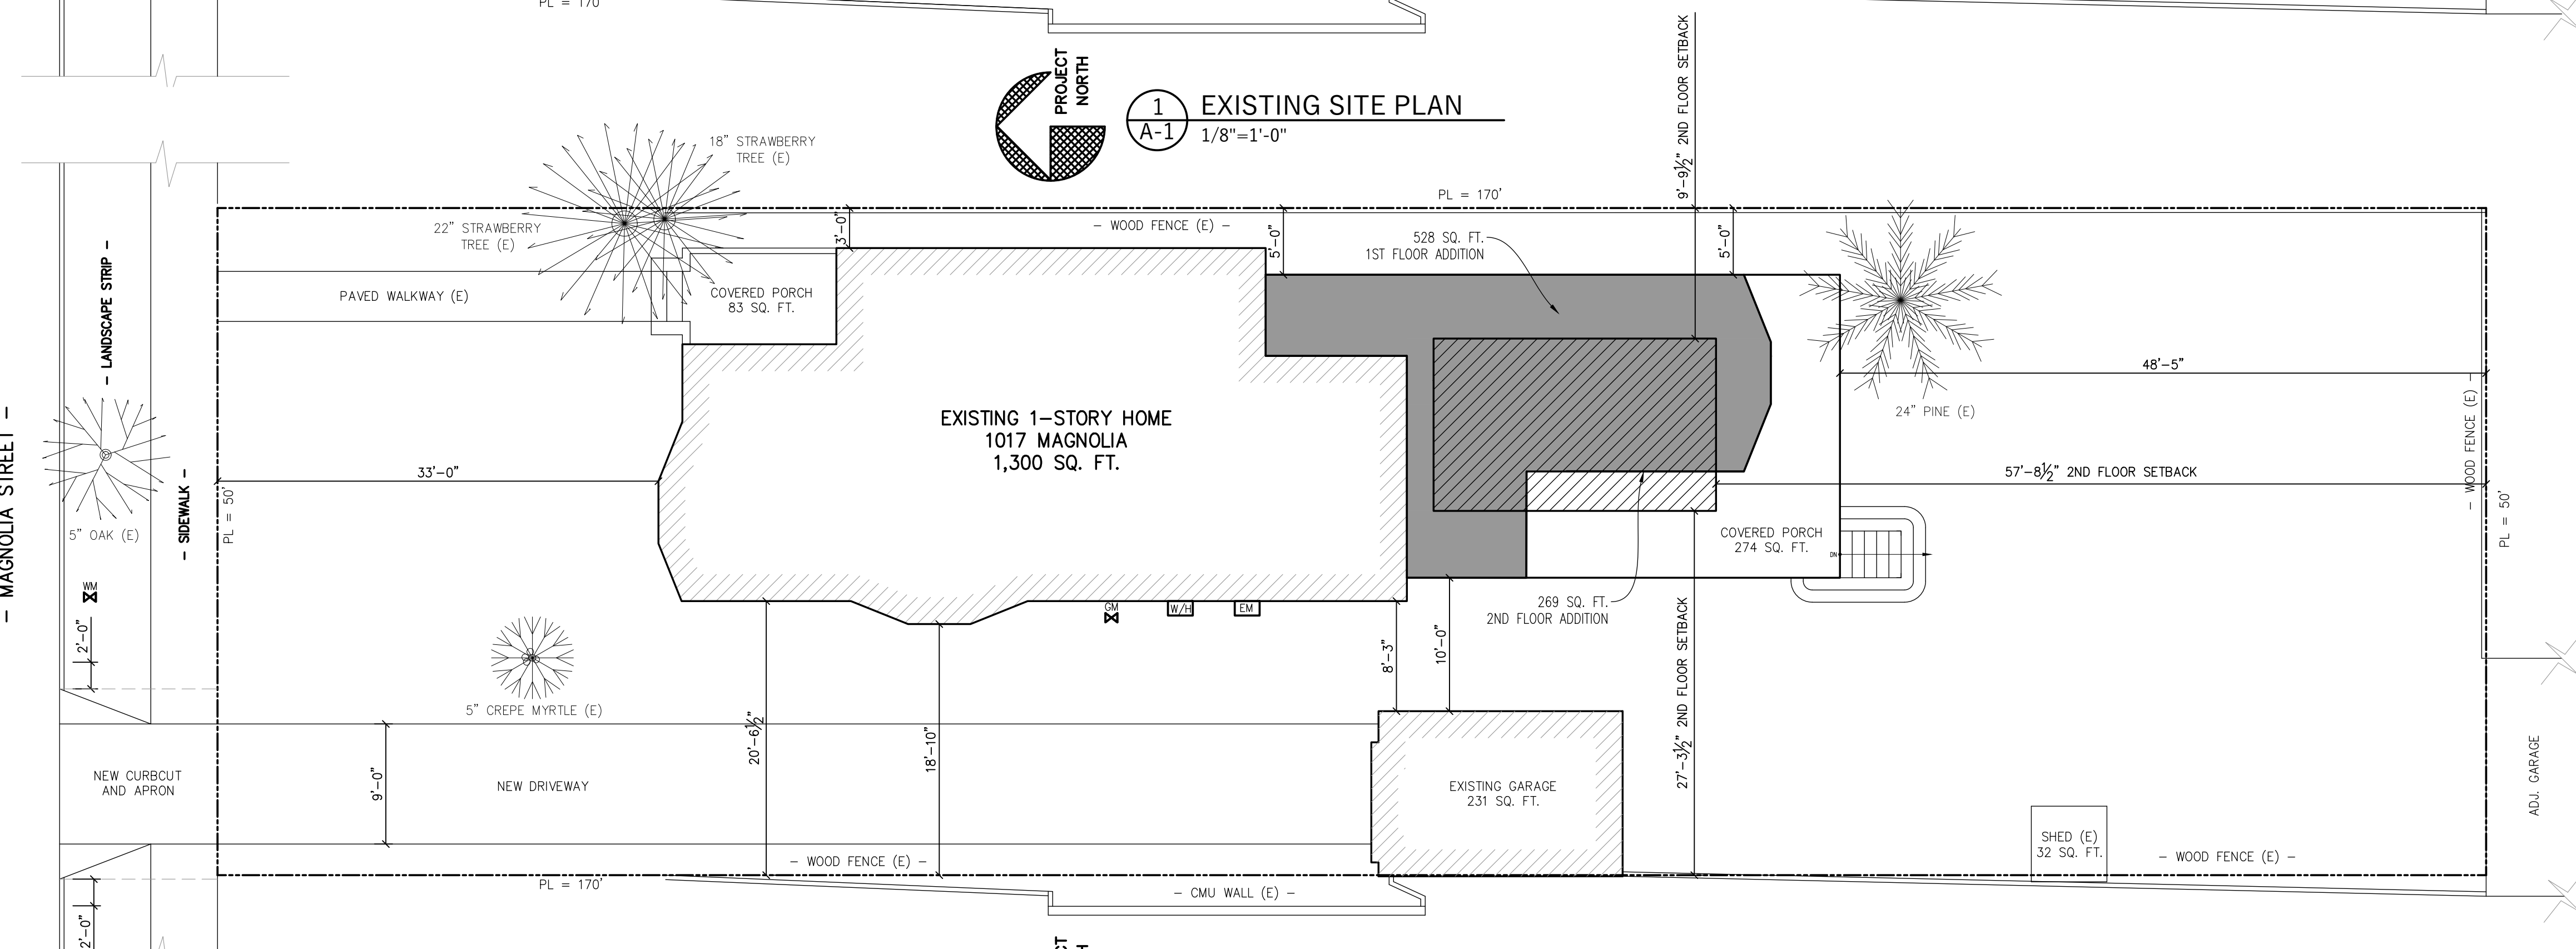 PL = 170'
PROJECT
NORTH
1
A-1
EXISTING SITE PLAN
1/8"=1'-0"
9'-9½" 2ND FLOOR SETBACK
18" STRAWBERRY
TREE (E)
PL = 170'
22" STRAWBERRY
TREE (E)
3'-0"
- WOOD FENCE (E) -
5'-0"
528 SQ. FT.
1ST FLOOR ADDITION
5'-0"
- LANDSCAPE STRIP -
PAVED WALKWAY (E)
COVERED PORCH
83 SQ. FT.
48'-5"
24" PINE (E)
- WOOD FENCE (E) -
- MAGNOLIA STREET -
EXISTING 1-STORY HOME
1017 MAGNOLIA
1,300 SQ. FT.
33'-0"
57'-8½" 2ND FLOOR SETBACK
5" OAK (E)
- SIDEWALK -
PL = 50'
COVERED PORCH
274 SQ. FT.
DN
PL = 50'
WM
GM
W/H
EM
269 SQ. FT.
2ND FLOOR ADDITION
2'-0"
8'-3"
10'-0"
27'-3½" 2ND FLOOR SETBACK
5" CREPE MYRTLE (E)
20'-6½"
18'-10"
NEW CURBCUT
AND APRON
9'-0"
NEW DRIVEWAY
EXISTING GARAGE
231 SQ. FT.
ADJ. GARAGE
SHED (E)
32 SQ. FT.
- WOOD FENCE (E) -
- WOOD FENCE (E) -
PL = 170'
- CMU WALL (E) -
2'-0"